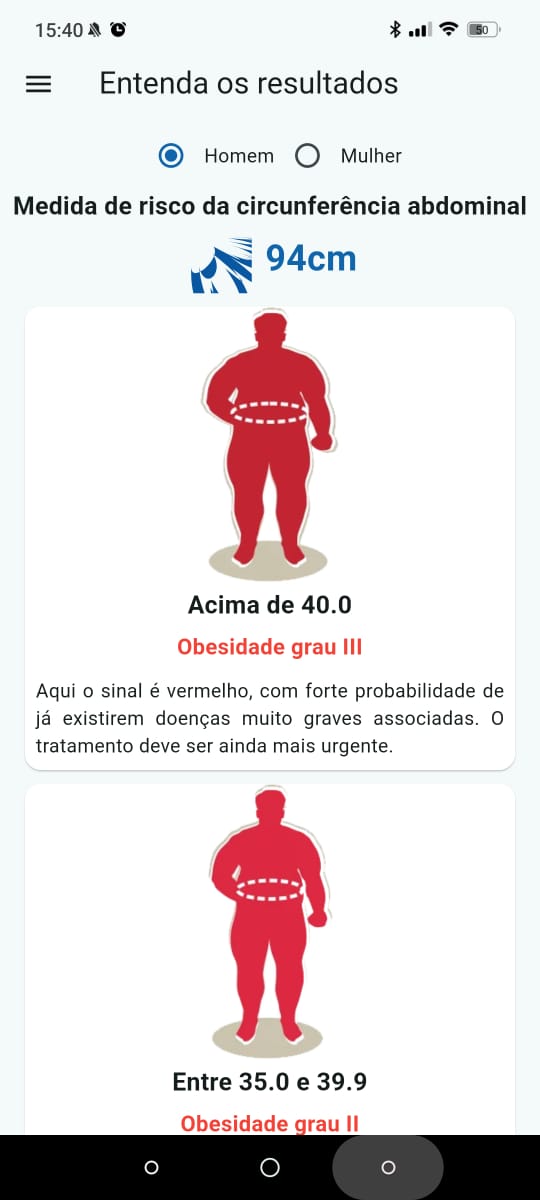 15:40
50
Entenda os resultados
Homem
Mulher
Medida de risco da circunferência abdominal
94cm
Acima de 40.0
Obesidade grau III
Aqui o sinal é vermelho, com forte probabilidade de
já existirem doenças muito graves associadas. O
tratamento deve ser ainda mais urgente.
Entre 35.0 e 39.9
Obesidade grau II